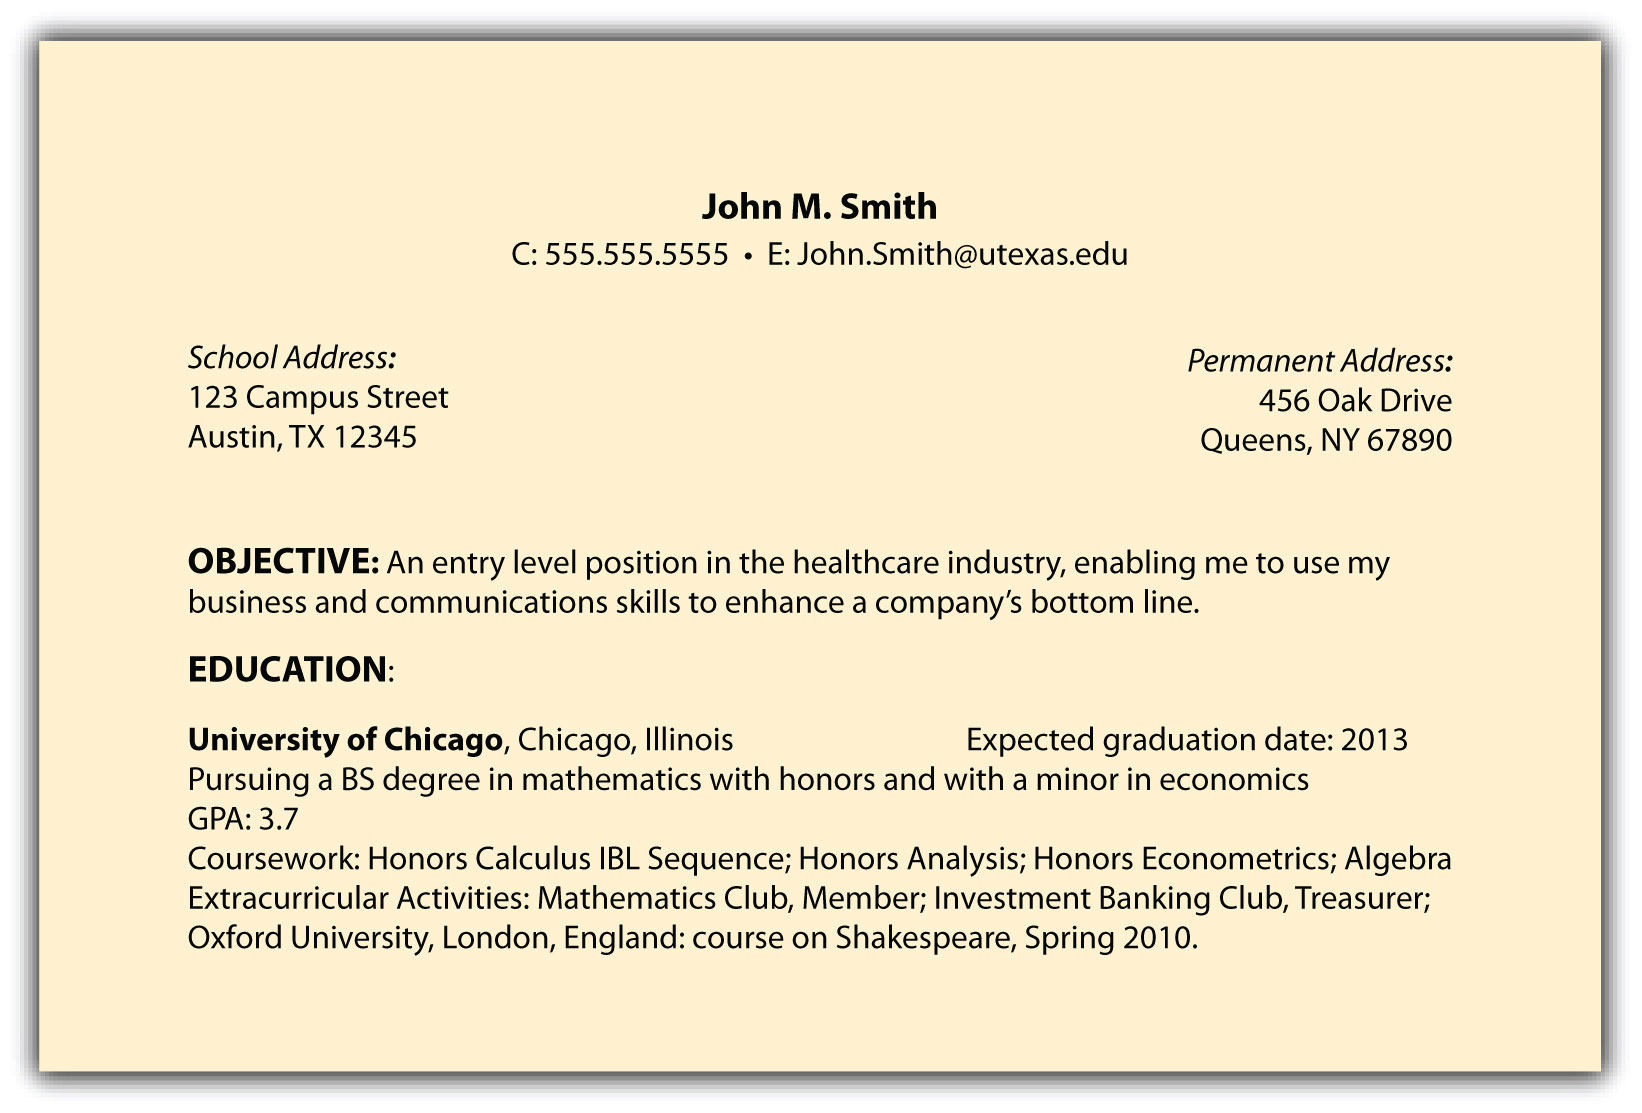 John M. Smith
C: 555.555.5555 • E: John.Smith@utexas.edu
School Address:
123 Campus Street
Austin, TX 12345
Permanent Address:
456 Oak Drive
Queens, NY 67890
OBJECTIVE: An entry level position in the healthcare industry, enabling me to use my
business and communications skills to enhance a company’s bottom line.
EDUCATION:
University of Chicago, Chicago, Illinois Expected graduation date: 2013
Pursuing a BS degree in mathematics with honors and with a minor in economics
GPA: 3.7
Coursework: Honors Calculus IBL Sequence; Honors Analysis; Honors Econometrics; Algebra
Extracurricular Activities: Mathematics Club, Member; Investment Banking Club, Treasurer;
Oxford University, London, England: course on Shakespeare, Spring 2010.